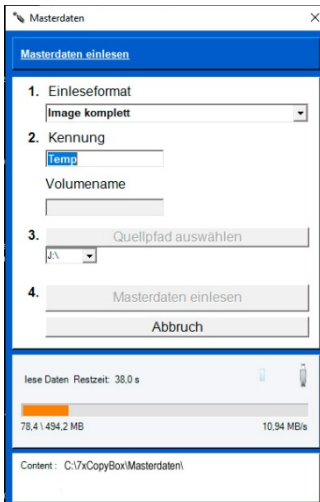 Masterdaten
Masterdaten einlesen
1. Einleseformat
Image komplett
2. Kennung
Temp
Volumename
3. Quellpfad auswählen
J:\
4. Masterdaten einlesen
Abbruch
lese Daten Restzeit: 38,0 s
78,4 \ 494,2 MB 10,94 MB/s
Content : C:\7xCopyBox\Masterdaten\